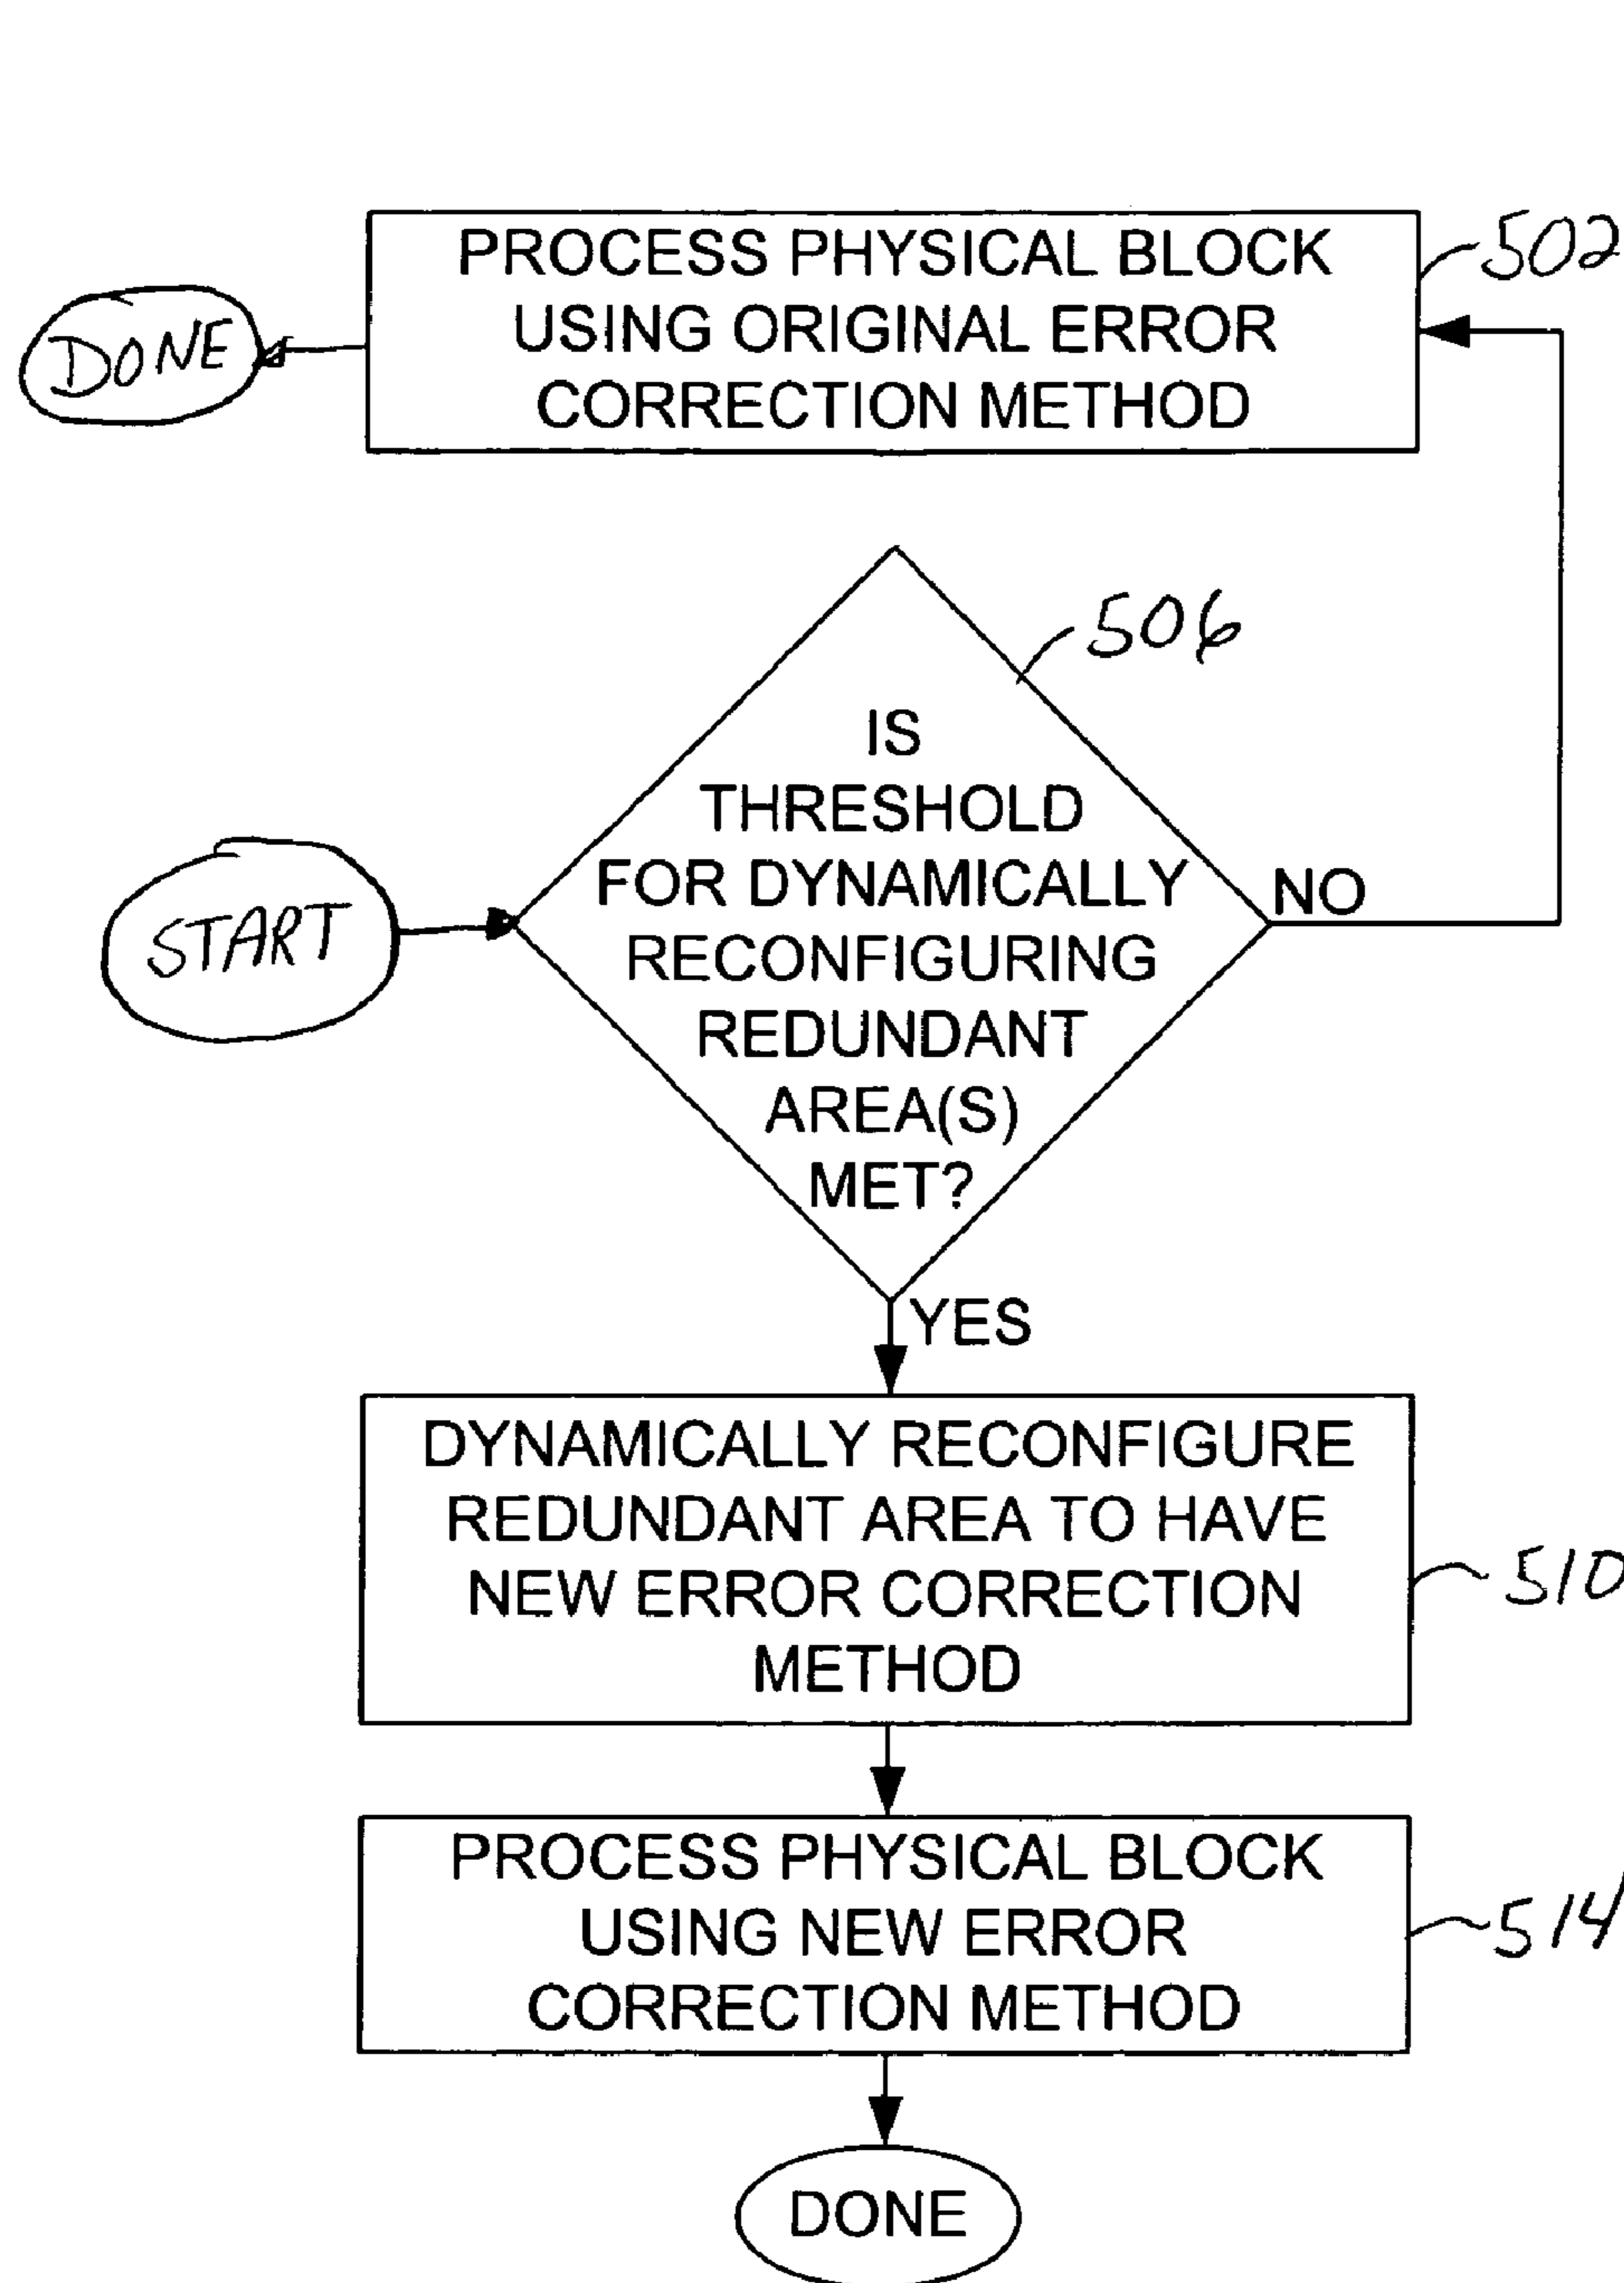 PROCESS PHYSICAL BLOCK
USING ORIGINAL ERROR
CORRECTION METHOD
502
DONE
506
IS
THRESHOLD
FOR DYNAMICALLY
RECONFIGURING
REDUNDANT
AREA(S)
MET?
START
NO
YES
DYNAMICALLY RECONFIGURE
REDUNDANT AREA TO HAVE
NEW ERROR CORRECTION
METHOD
510
PROCESS PHYSICAL BLOCK
USING NEW ERROR
CORRECTION METHOD
514
DONE